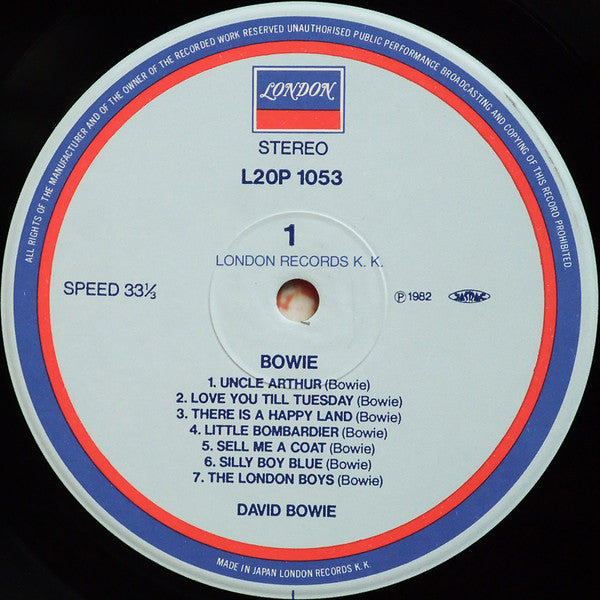 ALL RIGHTS OF THE MANUFACTURER AND OF THE OWNER OF THE RECORDED WORK RESERVED UNAUTHORISED PUBLIC PERFORMANCE BROADCASTING AND COPYING OF THIS RECORD PROHIBITED
LONDON
STEREO
L20P 1053
1
LONDON RECORDS K. K.
SPEED 33⅓
Ⓟ 1982 JASRAC
BOWIE
1. UNCLE ARTHUR (Bowie)
2. LOVE YOU TILL TUESDAY (Bowie)
3. THERE IS A HAPPY LAND (Bowie)
4. LITTLE BOMBARDIER (Bowie)
5. SELL ME A COAT (Bowie)
6. SILLY BOY BLUE (Bowie)
7. THE LONDON BOYS (Bowie)
DAVID BOWIE
MADE IN JAPAN LONDON RECORDS K. K.